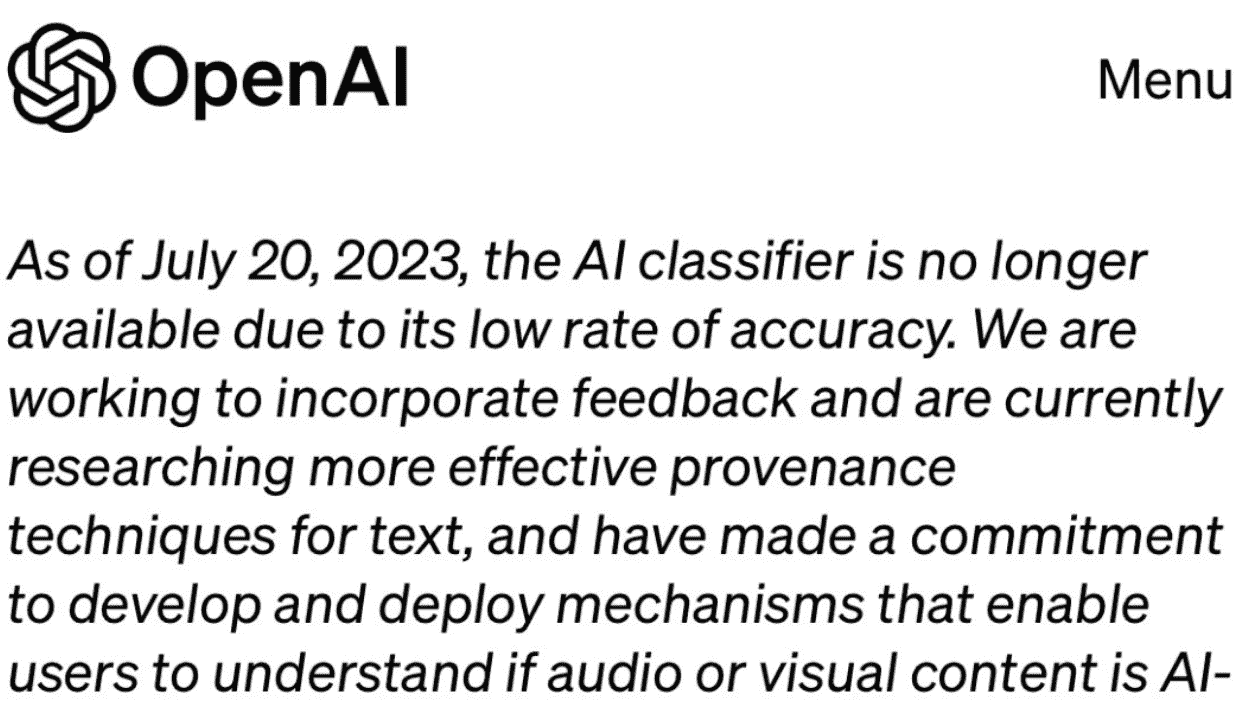 OpenAI
Menu
As of July 20, 2023, the AI classifier is no longer
available due to its low rate of accuracy. We are
working to incorporate feedback and are currently
researching more effective provenance
techniques for text, and have made a commitment
to develop and deploy mechanisms that enable
users to understand if audio or visual content is AI-